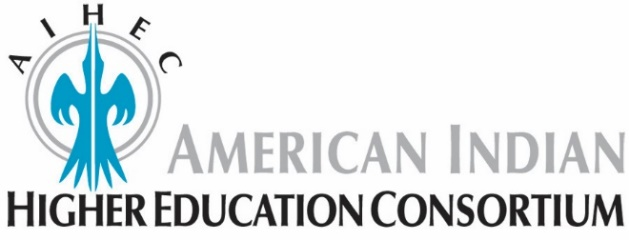 AIHEC
AMERICAN INDIAN
HIGHER EDUCATION CONSORTIUM